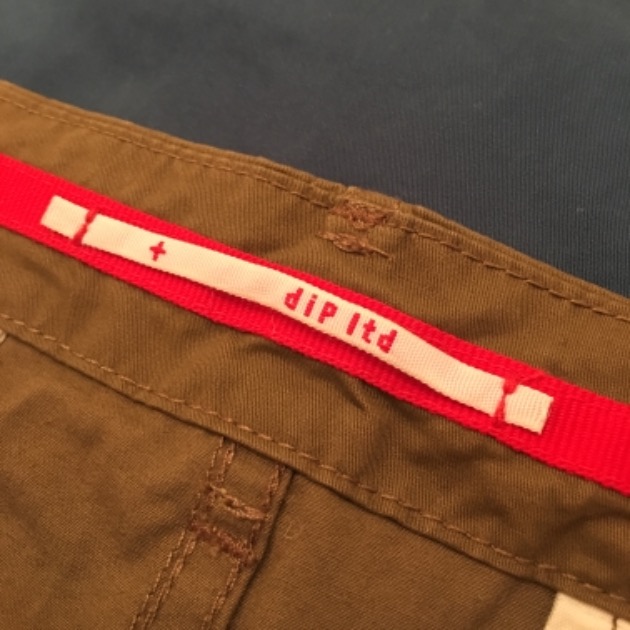 + dip ltd